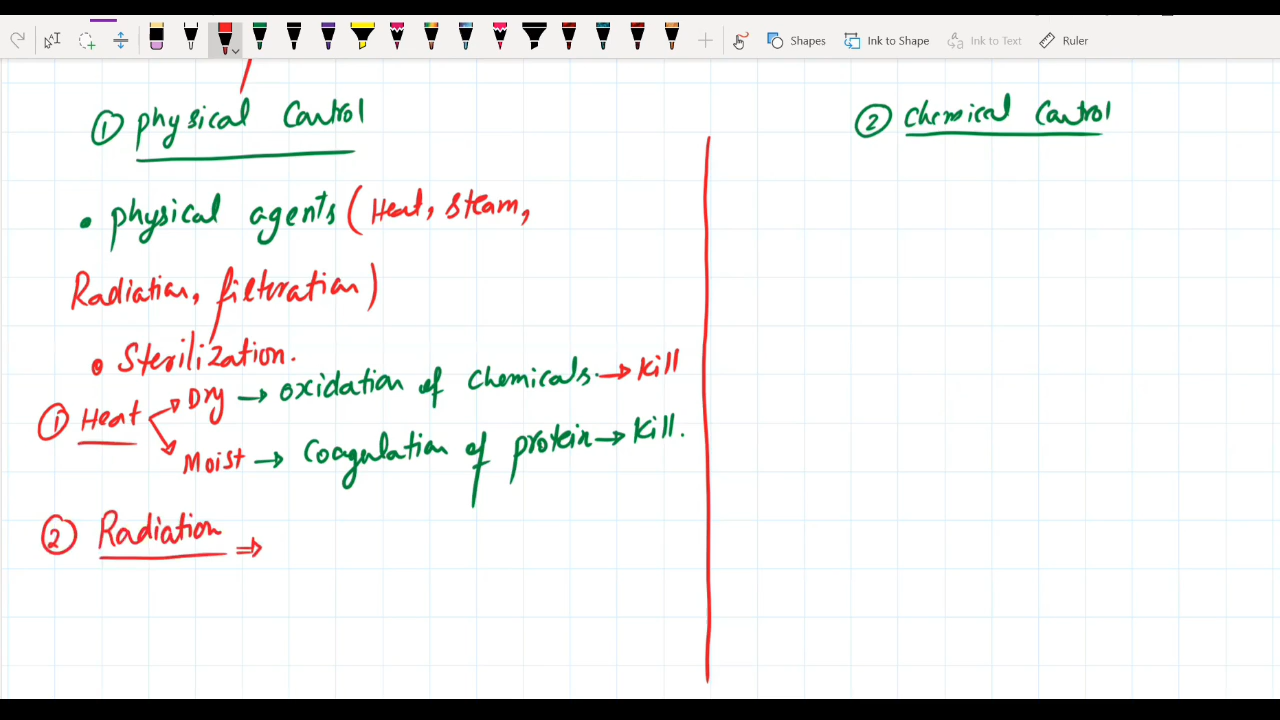 Shapes
Ink to Shape
Ink to Text
Ruler
① physical Control
• physical agents (Heat, steam,
Radiation, filteration)
• Sterilization.
① Heat
Dry → oxidation of chemicals. → Kill
Moist → Coagulation of protein → Kill.
② Radiation ⇒
② Chemical Control